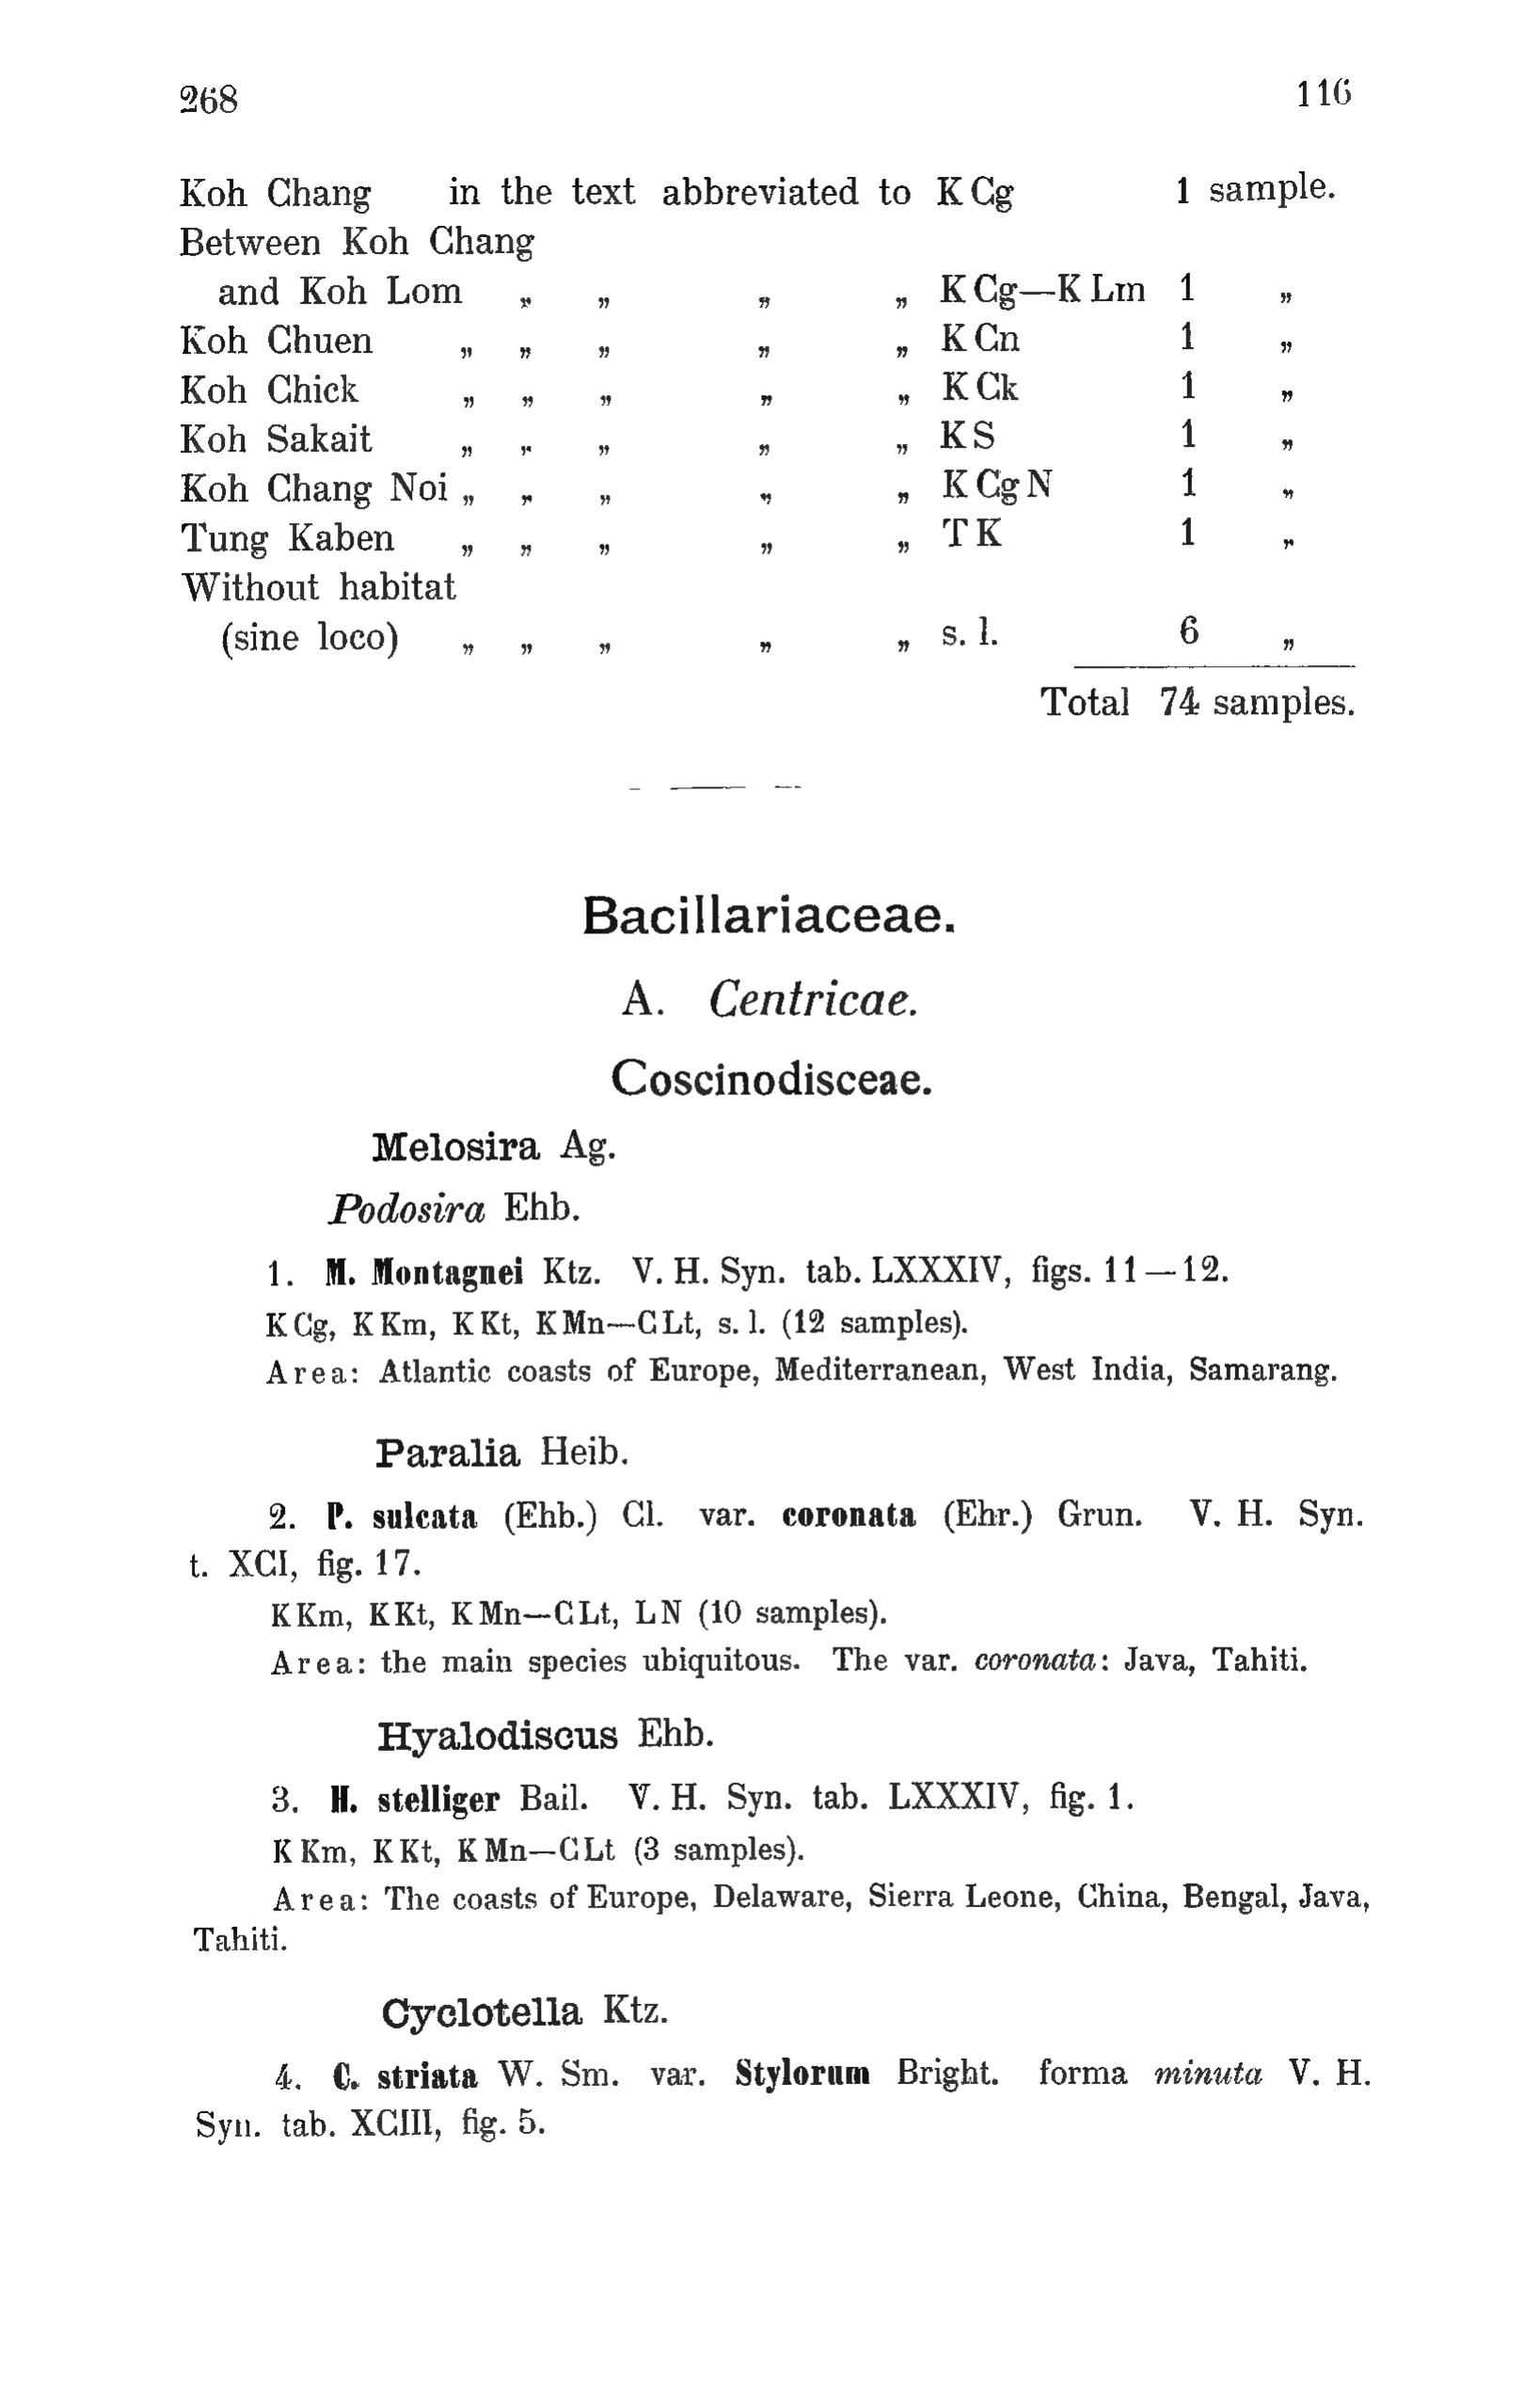 268 116
Koh Chang in the text abbreviated to K Cg 1 sample.
Between Koh Chang
and Koh Lom „ „ „ „ K Cg—K Lm 1 „
Koh Chuen „ „ „ „ „ K Cn 1 „
Koh Chick „ „ „ „ „ K Ck 1 „
Koh Sakait „ „ „ „ „ K S 1 „
Koh Chang Noi „ „ „ „ „ K Cg N 1 „
Tung Kaben „ „ „ „ „ T K 1 „
Without habitat
(sine loco) „ „ „ „ „ s. l. 6 „
Total 74 samples.
Bacillariaceae.
A. Centricae.
Coscinodisceae.
Melosira Ag.
Podosira Ehb.
1. M. Montagnei Ktz. V. H. Syn. tab. LXXXIV, figs. 11—12.
K Cg, K Km, K Kt, K Mn—C Lt, s. l. (12 samples).
Area: Atlantic coasts of Europe, Mediterranean, West India, Samarang.
Paralia Heib.
2. P. sulcata (Ehb.) Cl. var. coronata (Ehr.) Grun. V. H. Syn.
t. XCI, fig. 17.
K Km, K Kt, K Mn—C Lt, L N (10 samples).
Area: the main species ubiquitous. The var. coronata: Java, Tahiti.
Hyalodiscus Ehb.
3. H. stelliger Bail. V. H. Syn. tab. LXXXIV, fig. 1.
K Km, K Kt, K Mn—C Lt (3 samples).
Area: The coasts of Europe, Delaware, Sierra Leone, China, Bengal, Java,
Tahiti.
Cyclotella Ktz.
4. C. striata W. Sm. var. Stylorum Bright. forma minuta V. H.
Syn. tab. XCIII, fig. 5.